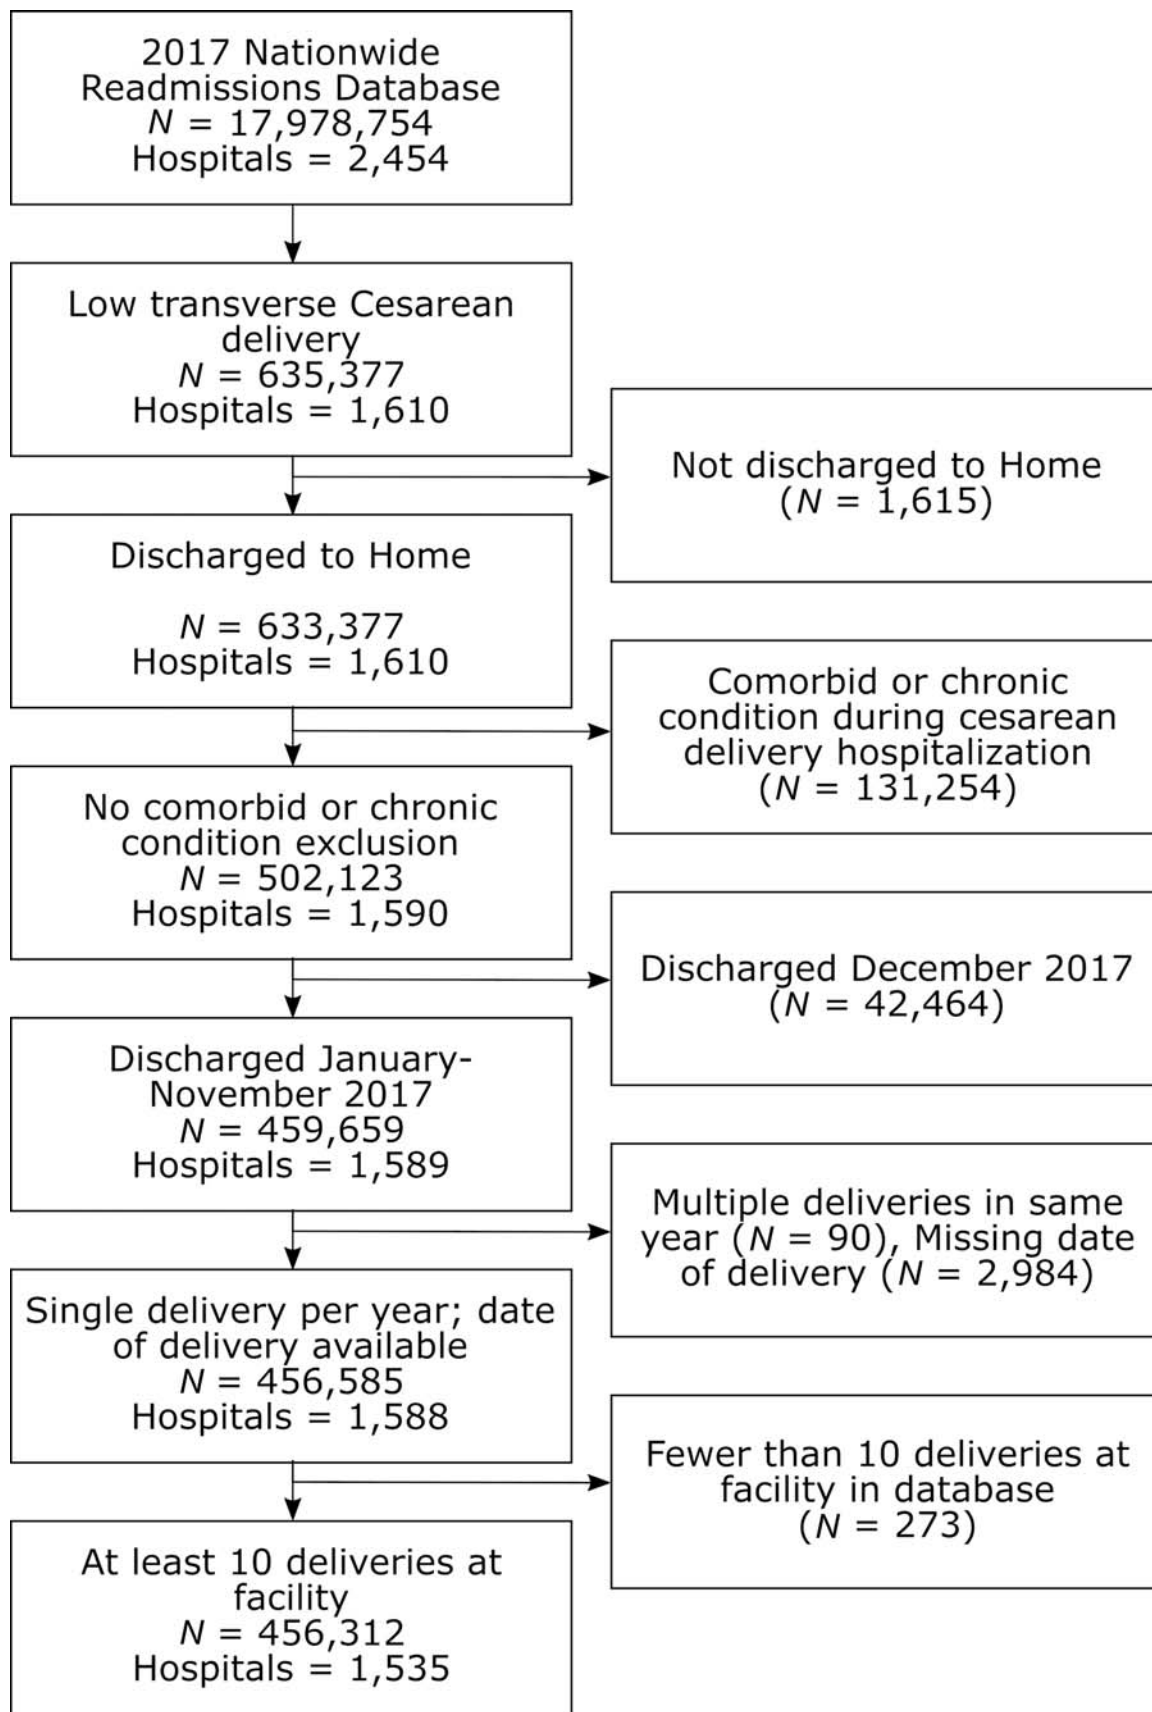 2017 Nationwide
Readmissions Database
N = 17,978,754
Hospitals = 2,454
Low transverse Cesarean
delivery
N = 635,377
Hospitals = 1,610
Not discharged to Home
(N = 1,615)
Discharged to Home
N = 633,377
Hospitals = 1,610
Comorbid or chronic
condition during cesarean
delivery hospitalization
(N = 131,254)
No comorbid or chronic
condition exclusion
N = 502,123
Hospitals = 1,590
Discharged December 2017
(N = 42,464)
Discharged January-
November 2017
N = 459,659
Hospitals = 1,589
Multiple deliveries in same
year (N = 90), Missing date
of delivery (N = 2,984)
Single delivery per year; date
of delivery available
N = 456,585
Hospitals = 1,588
Fewer than 10 deliveries at
facility in database
(N = 273)
At least 10 deliveries at
facility
N = 456,312
Hospitals = 1,535